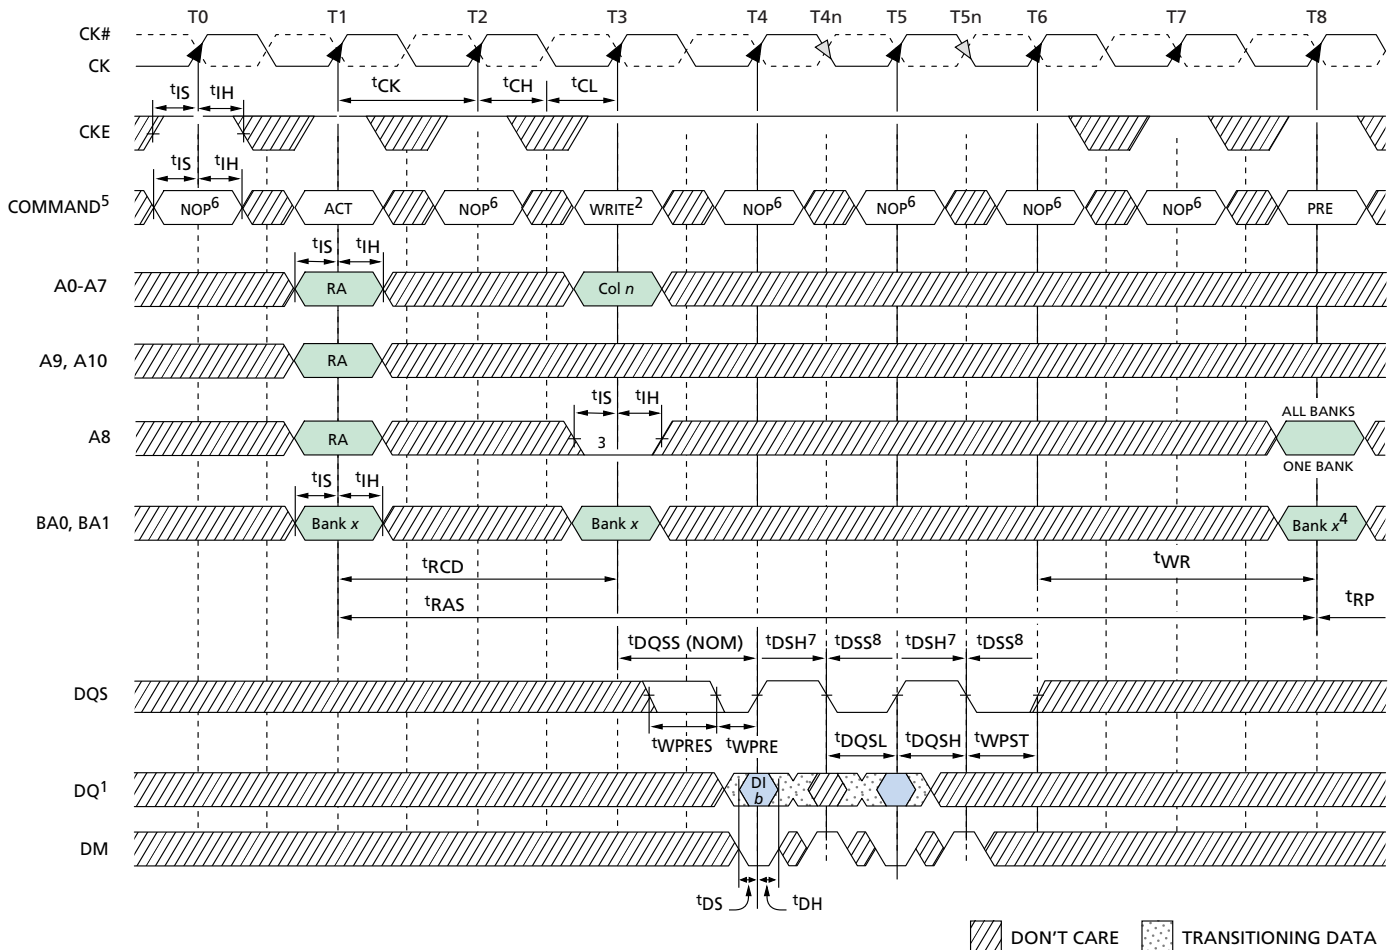 T0 T1 T2 T3 T4 T4n T5 T5n T6 T7 T8
CK#
CK
tIS tIH tCK tCH tCL
CKE
tIS tIH
COMMAND5 NOP6 ACT NOP6 WRITE2 NOP6 NOP6 NOP6 NOP6 PRE
tIS tIH
A0-A7 RA Col n
A9, A10 RA
tIS tIH ALL BANKS
A8 RA 3
ONE BANK
tIS tIH
BA0, BA1 Bank x Bank x Bank x4
tRCD tWR
tRAS tRP
tDQSS (NOM) tDSH7 tDSS8 tDSH7 tDSS8
DQS
tWPRES tWPRE tDQSL tDQSH tWPST
DQ1 DI
b
DM
tDS tDH
DON'T CARE TRANSITIONING DATA